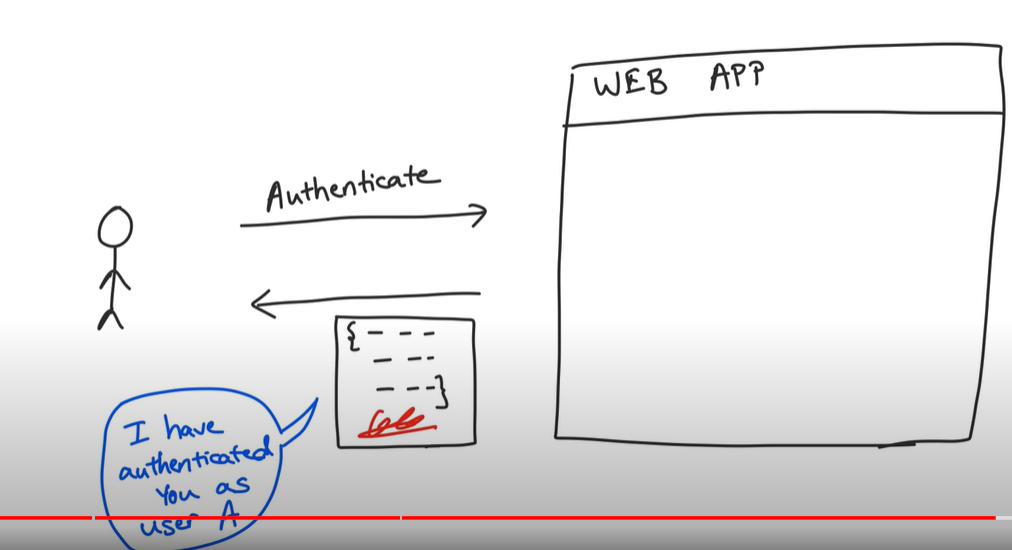 WEB APP
Authenticate
{ - - -
- - -
- - - }
I have
authenticated
You as
user A